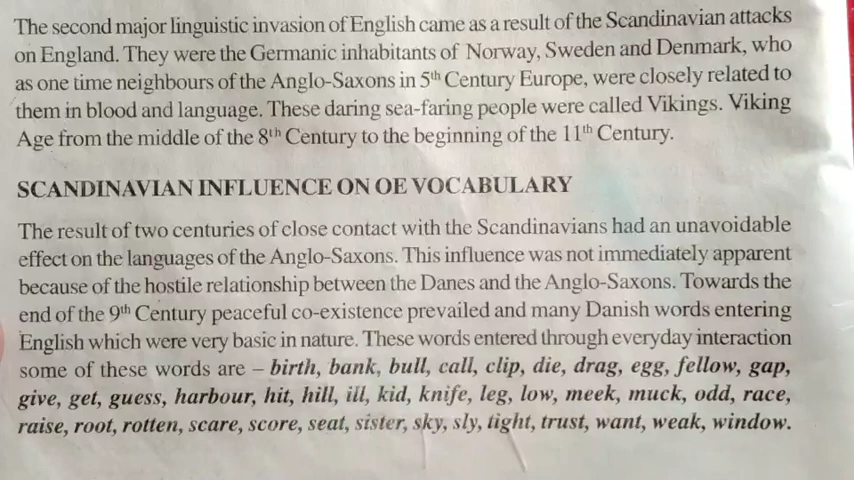 The second major linguistic invasion of English came as a result of the Scandinavian attacks
on England. They were the Germanic inhabitants of Norway, Sweden and Denmark, who
as one time neighbours of the Anglo-Saxons in 5th Century Europe, were closely related to
them in blood and language. These daring sea-faring people were called Vikings. Viking
Age from the middle of the 8th Century to the beginning of the 11th Century.
SCANDINAVIAN INFLUENCE ON OE VOCABULARY
The result of two centuries of close contact with the Scandinavians had an unavoidable
effect on the languages of the Anglo-Saxons. This influence was not immediately apparent
because of the hostile relationship between the Danes and the Anglo-Saxons. Towards the
end of the 9th Century peaceful co-existence prevailed and many Danish words entering
English which were very basic in nature. These words entered through everyday interaction
some of these words are – birth, bank, bull, call, clip, die, drag, egg, fellow, gap,
give, get, guess, harbour, hit, hill, ill, kid, knife, leg, low, meek, muck, odd, race,
raise, root, rotten, scare, score, seat, sister, sky, sly, tight, trust, want, weak, window.